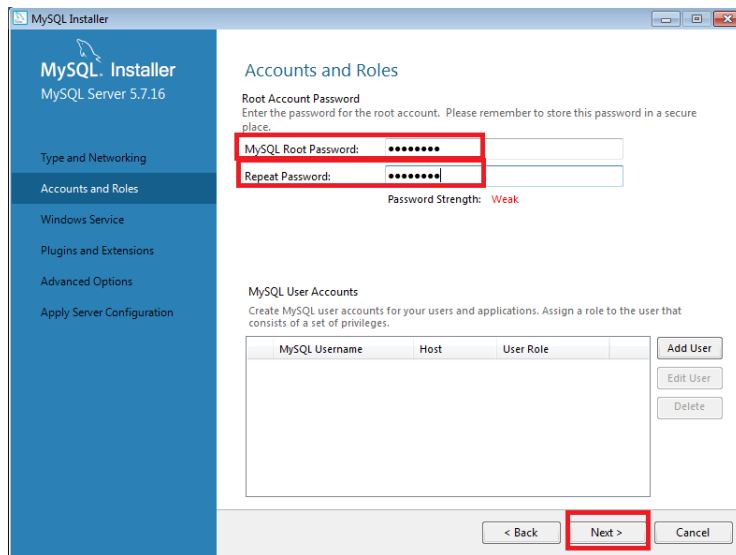 MySQL Installer
MySQL. Installer
MySQL Server 5.7.16
Type and Networking
Accounts and Roles
Windows Service
Plugins and Extensions
Advanced Options
Apply Server Configuration
Accounts and Roles
Root Account Password
Enter the password for the root account. Please remember to store this password in a secure
place.
MySQL Root Password: ●●●●●●●●
Repeat Password: ●●●●●●●●
Password Strength: Weak
MySQL User Accounts
Create MySQL user accounts for your users and applications. Assign a role to the user that
consists of a set of privileges.
MySQL Username Host User Role
Add User
Edit User
Delete
< Back Next > Cancel